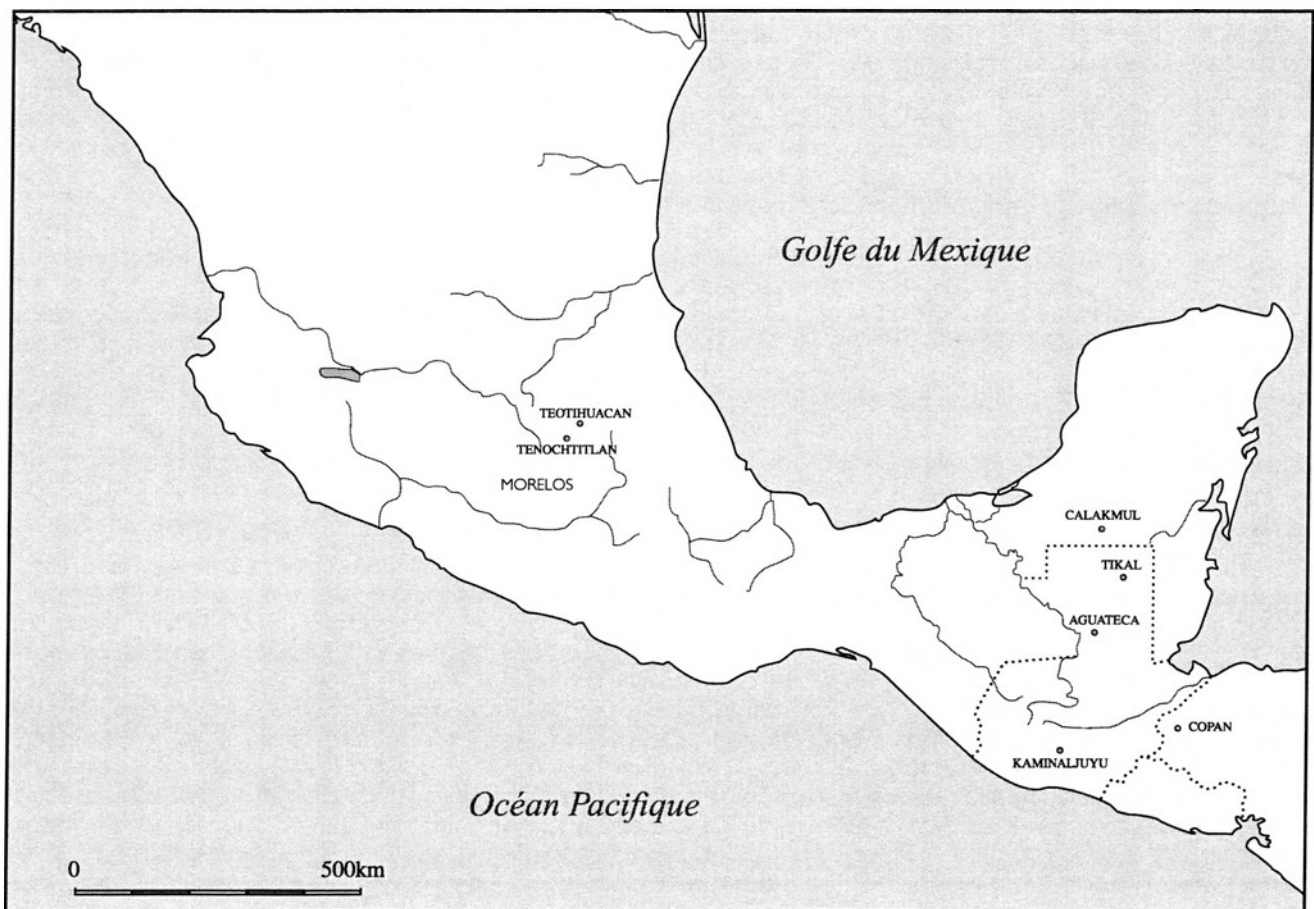 Golfe du Mexique
TEOTIHUACAN
TENOCHTITLAN
MORELOS
CALAKMUL
TIKAL
AGUATECA
COPAN
KAMINALJUYU
Océan Pacifique
0 500km